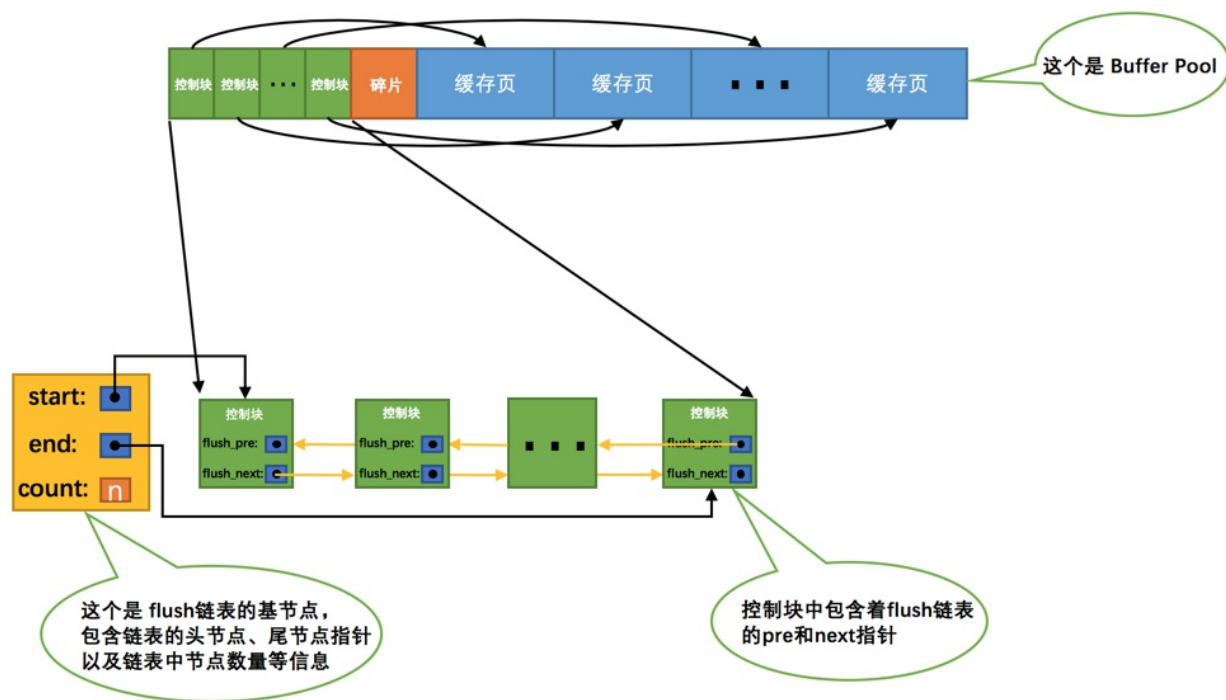 控制块 控制块 ··· 控制块 碎片 缓存页 缓存页 ··· 缓存页
这个是 Buffer Pool
start:
end:
count: n
控制块
flush_pre:
flush_next:
控制块
flush_pre:
flush_next:
···
控制块
flush_pre:
flush_next:
这个是 flush链表的基节点，
包含链表的头节点、尾节点指针
以及链表中节点数量等信息
控制块中包含着flush链表
的pre和next指针